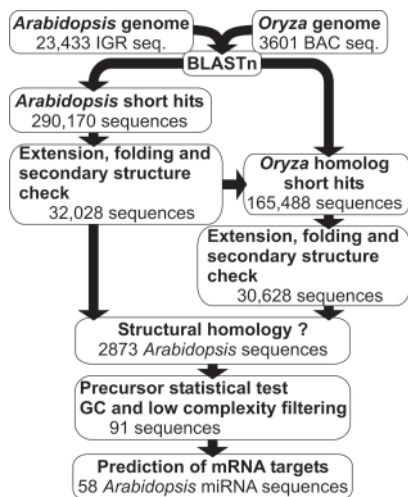 Arabidopsis genome
23,433 IGR seq.
Oryza genome
3601 BAC seq.
BLASTn
Arabidopsis short hits
290,170 sequences
Extension, folding and
secondary structure
check
32,028 sequences
Oryza homolog
short hits
165,488 sequences
Extension, folding and
secondary structure
check
30,628 sequences
Structural homology ?
2873 Arabidopsis sequences
Precursor statistical test
GC and low complexity filtering
91 sequences
Prediction of mRNA targets
58 Arabidopsis miRNA sequences